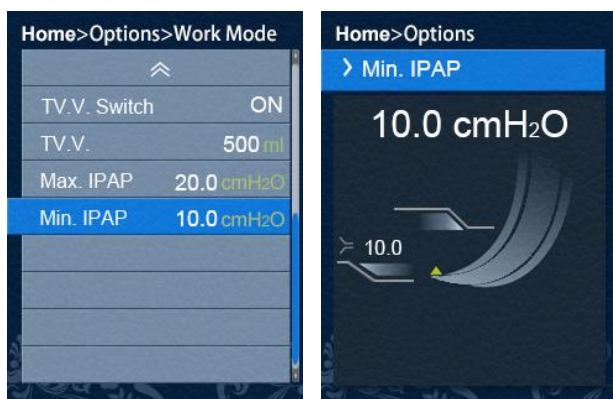 Home>Options>Work Mode
TV.V. Switch ON
TV.V. 500 ml
Max. IPAP 20.0 cmH2O
Min. IPAP 10.0 cmH2O
Home>Options
> Min. IPAP
10.0 cmH2O
10.0